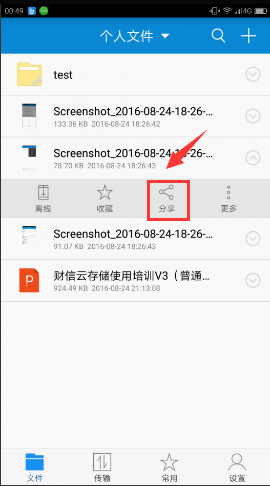 00:49 4G
个人文件
test
Screenshot_2016-08-24-18-26-...
133.36 KB 2016-08-24 18:26:42
Screenshot_2016-08-24-18-26-...
78.70 KB 2016-08-24 18:26:43
离线 收藏 分享 更多
Screenshot_2016-08-24-18-26-...
91.07 KB 2016-08-24 18:26:43
P 财信云存储使用培训V3（普通...
924.49 KB 2016-08-24 21:13:08
文件 传输 常用 设置